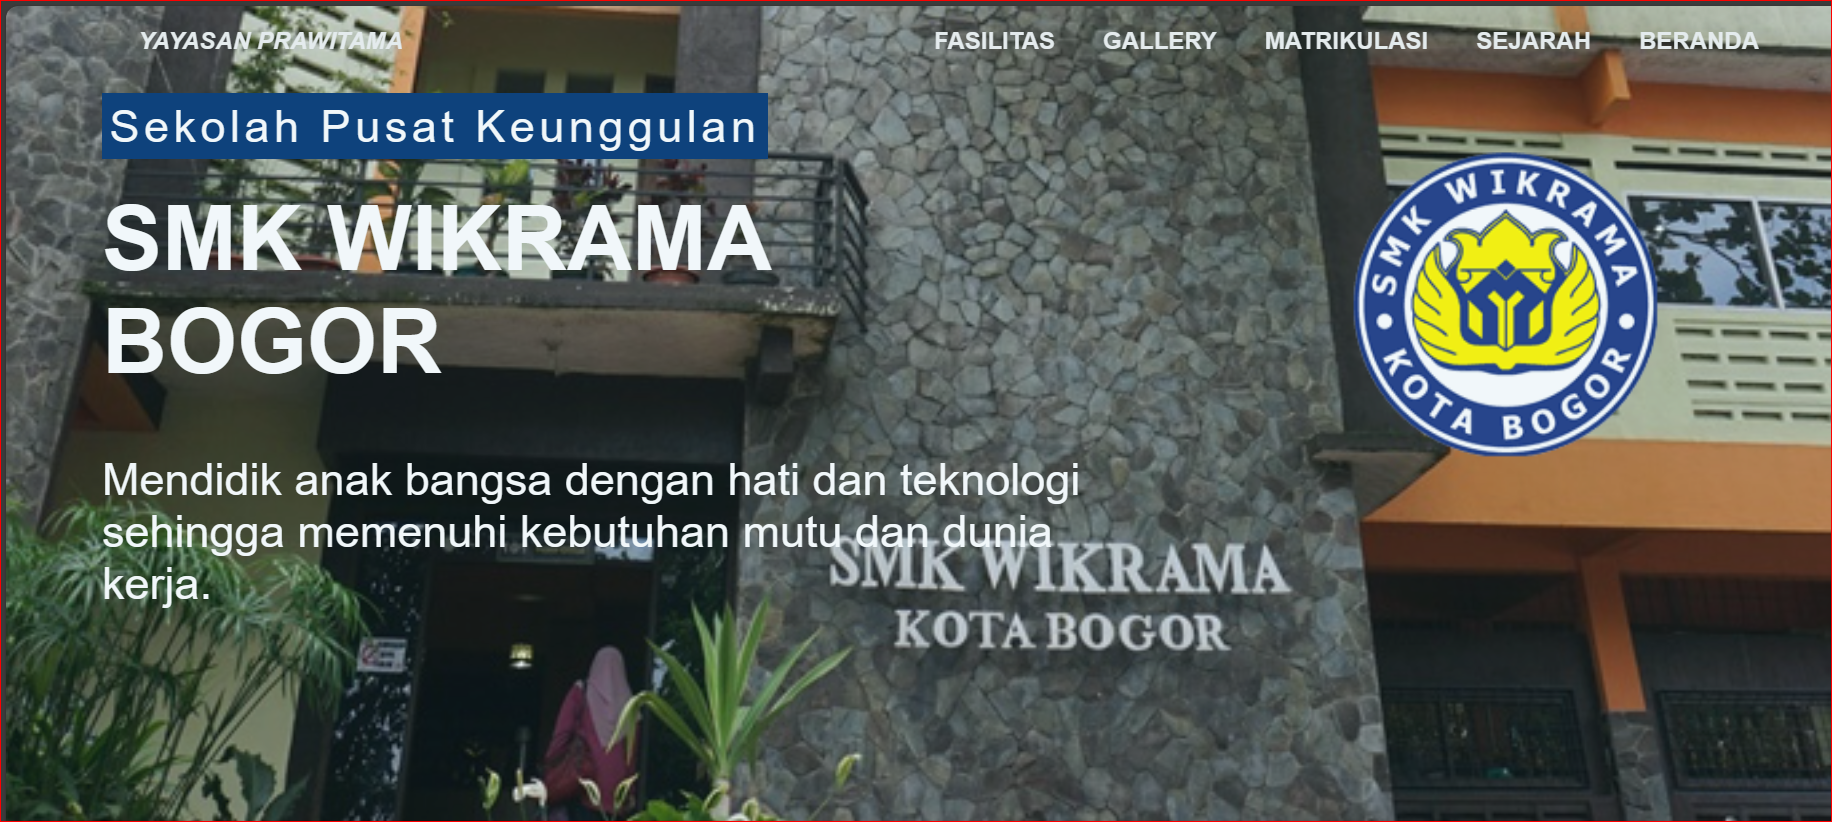 YAYASAN PRAWITAMA
FASILITAS GALLERY MATRIKULASI SEJARAH BERANDA
Sekolah Pusat Keunggulan
SMK WIKRAMA
BOGOR
SMK WIKRAMA
KOTA BOGOR
Mendidik anak bangsa dengan hati dan teknologi
sehingga memenuhi kebutuhan mutu dan dunia
kerja.
SMK WIKRAMA
KOTA BOGOR